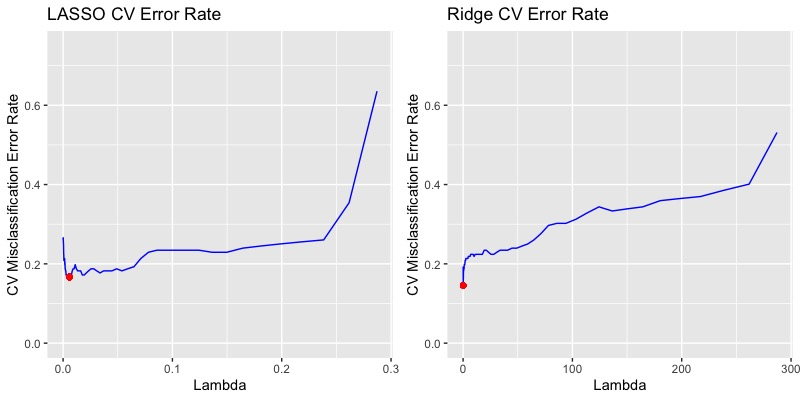 LASSO CV Error Rate
CV Misclassification Error Rate
0.6
0.4
0.2
0.0
0.0 0.1 0.2 0.3
Lambda
Ridge CV Error Rate
CV Misclassification Error Rate
0.6
0.4
0.2
0.0
0 100 200 300
Lambda